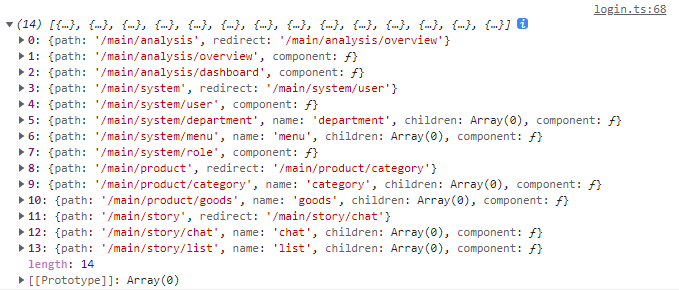 login.ts:68
(14) [{…}, {…}, {…}, {…}, {…}, {…}, {…}, {…}, {…}, {…}, {…}, {…}, {…}, {…}] i
0: {path: '/main/analysis', redirect: '/main/analysis/overview'}
1: {path: '/main/analysis/overview', component: ƒ}
2: {path: '/main/analysis/dashboard', component: ƒ}
3: {path: '/main/system', redirect: '/main/system/user'}
4: {path: '/main/system/user', component: ƒ}
5: {path: '/main/system/department', name: 'department', children: Array(0), component: ƒ}
6: {path: '/main/system/menu', name: 'menu', children: Array(0), component: ƒ}
7: {path: '/main/system/role', component: ƒ}
8: {path: '/main/product', redirect: '/main/product/category'}
9: {path: '/main/product/category', name: 'category', children: Array(0), component: ƒ}
10: {path: '/main/product/goods', name: 'goods', children: Array(0), component: ƒ}
11: {path: '/main/story', redirect: '/main/story/chat'}
12: {path: '/main/story/chat', name: 'chat', children: Array(0), component: ƒ}
13: {path: '/main/story/list', name: 'list', children: Array(0), component: ƒ}
length: 14
[[Prototype]]: Array(0)